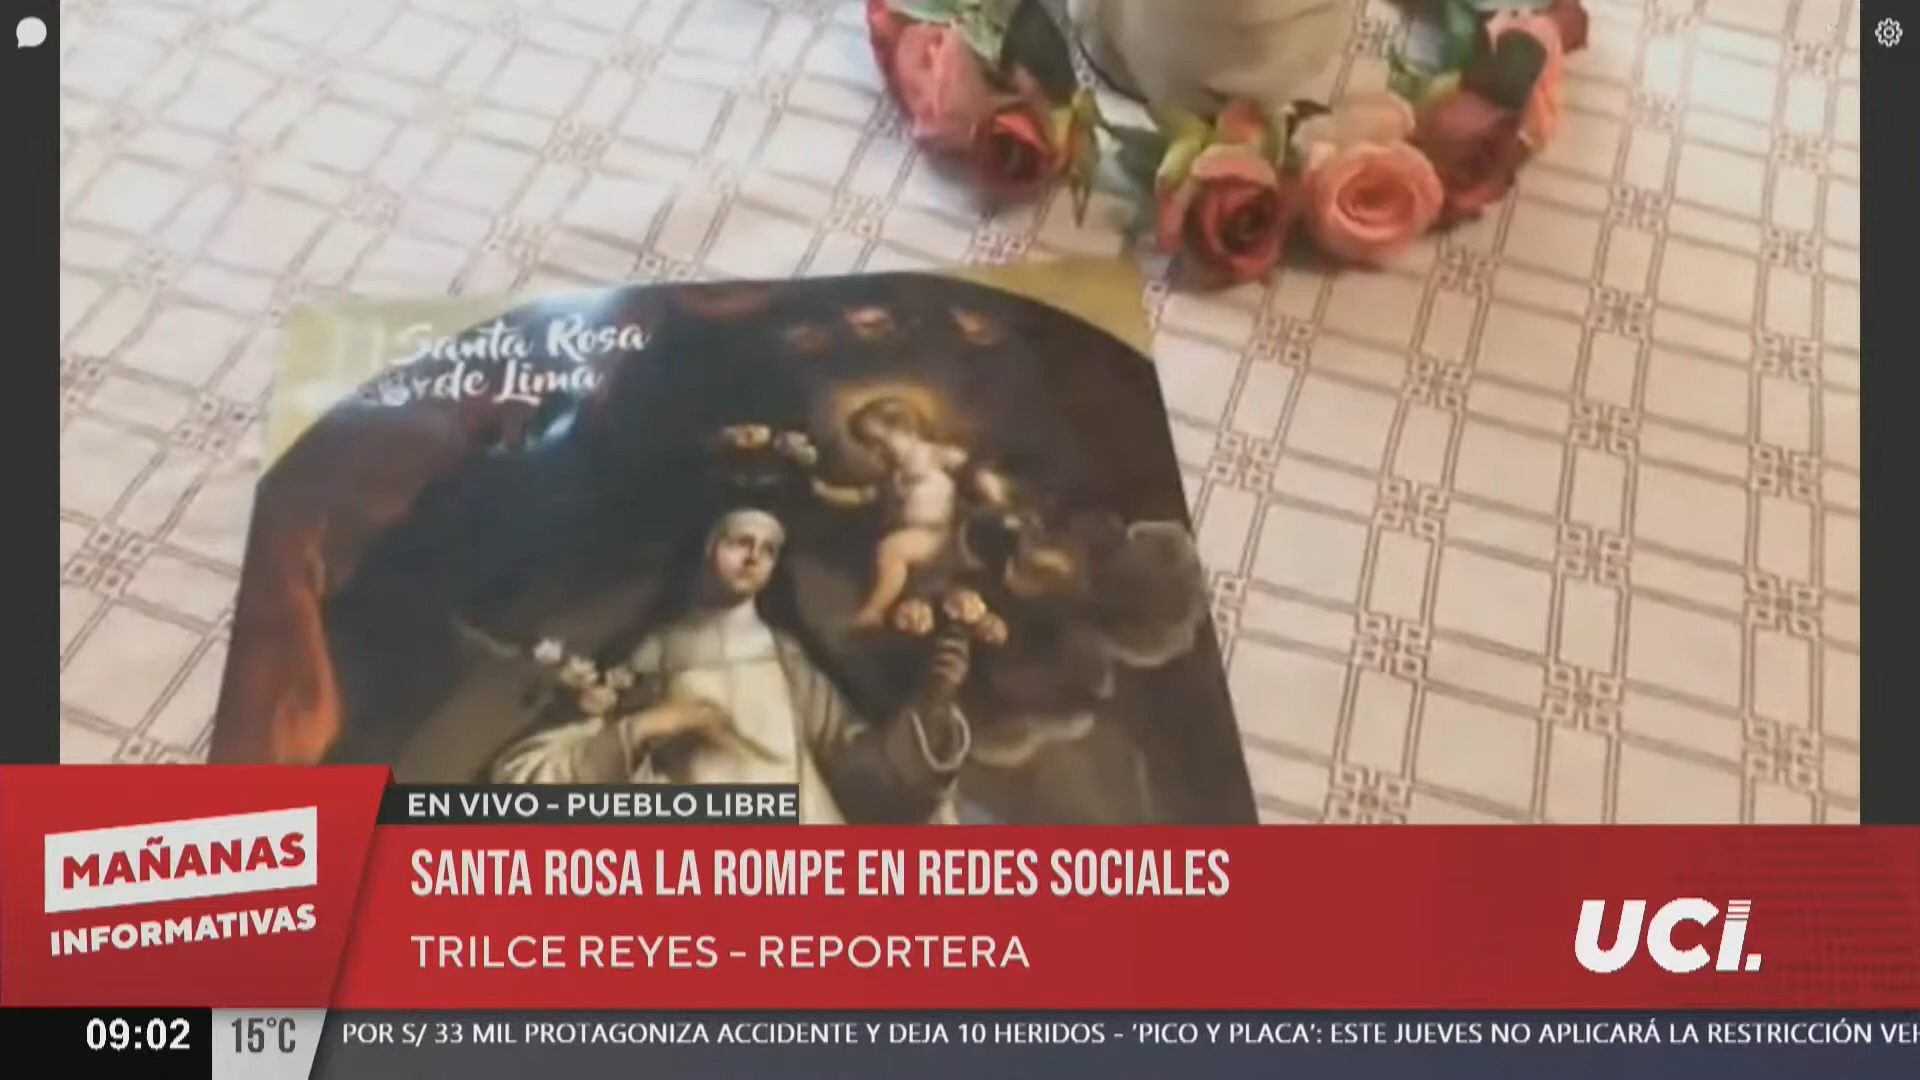 Santa Rosa
de Lima
EN VIVO - PUEBLO LIBRE
MAÑANAS
INFORMATIVAS
SANTA ROSA LA ROMPE EN REDES SOCIALES
TRILCE REYES - REPORTERA
UCI.
09:02
15°C
POR S/ 33 MIL PROTAGONIZA ACCIDENTE Y DEJA 10 HERIDOS - 'PICO Y PLACA': ESTE JUEVES NO APLICARÁ LA RESTRICCIÓN VEH